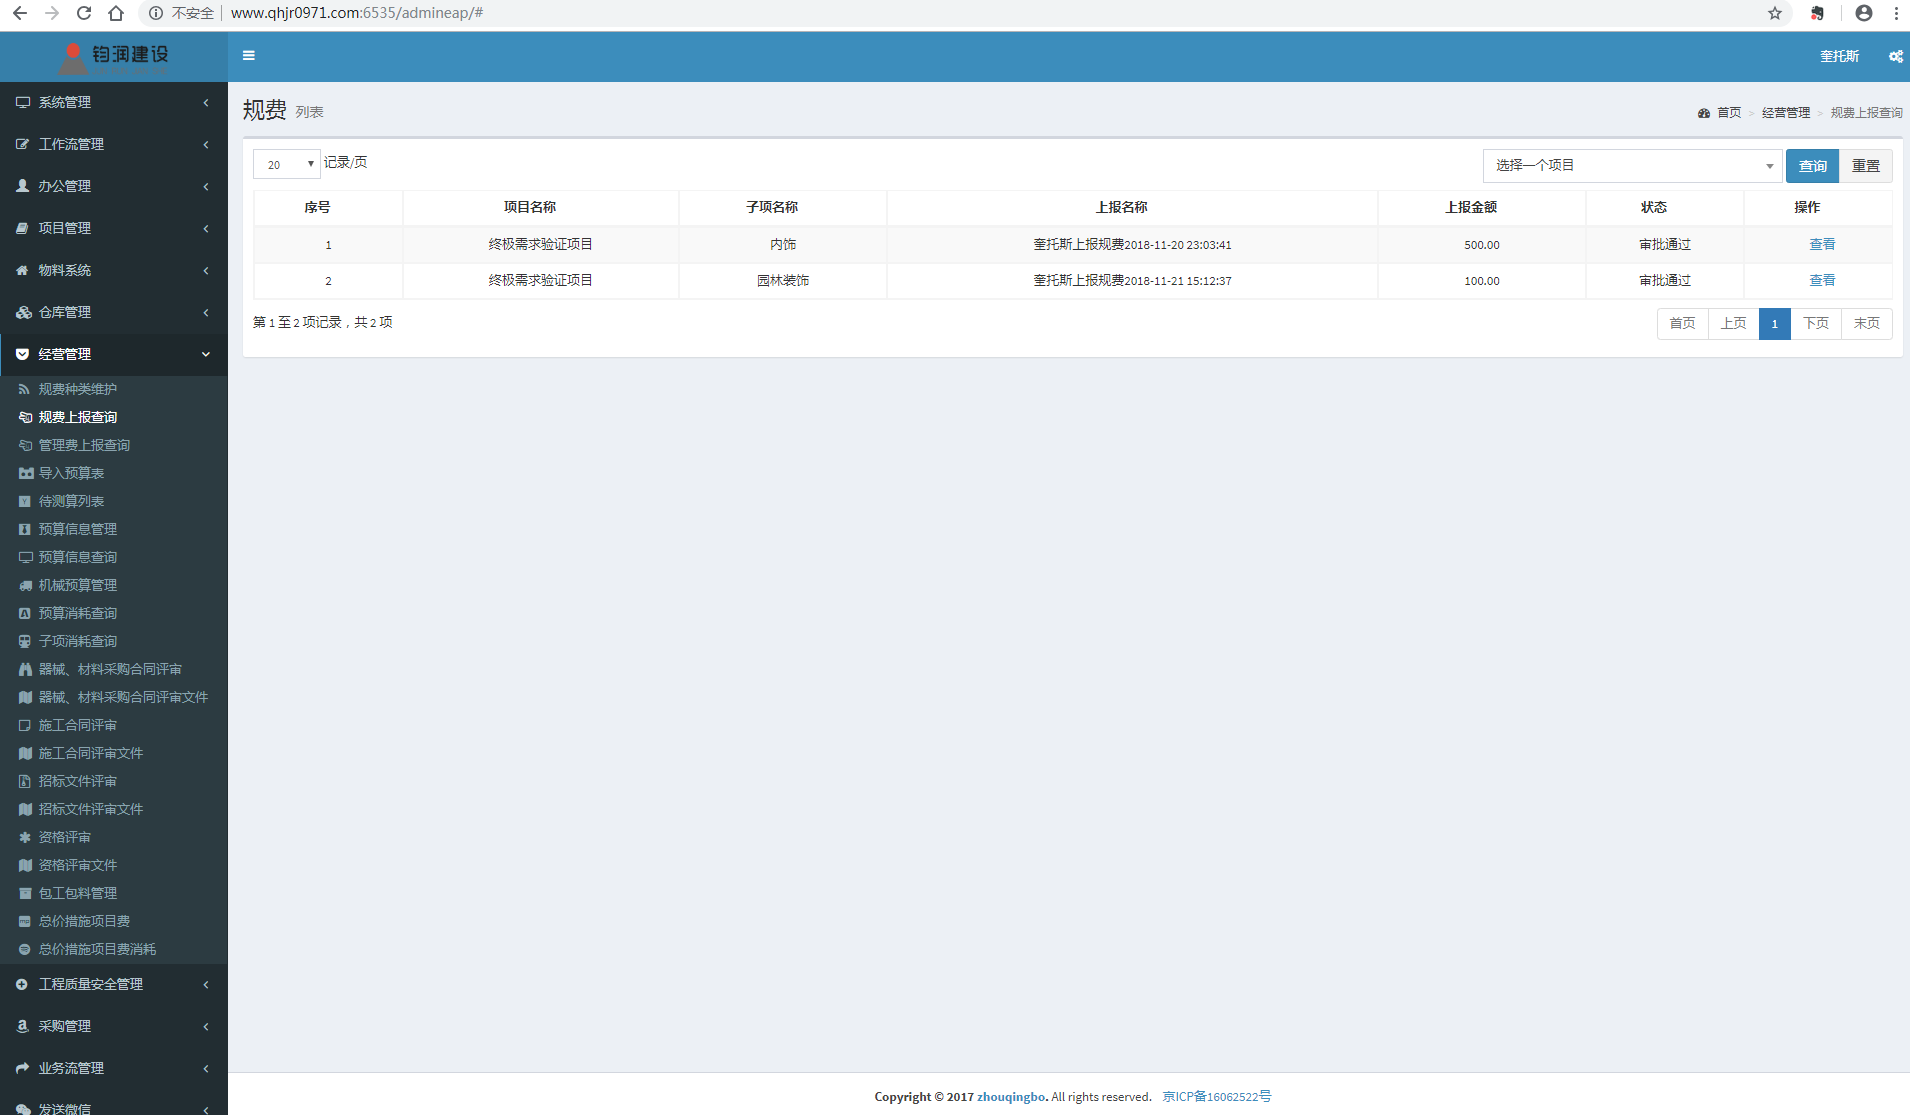 不安全 www.qhjr0971.com:6535/admineap/#
钧润建设
奎托斯
系统管理
工作流管理
办公管理
项目管理
物料系统
仓库管理
经营管理
规费种类维护
规费上报查询
管理费上报查询
导入预算表
待测算列表
预算信息管理
预算信息查询
机械预算管理
预算消耗查询
子项消耗查询
器械、材料采购合同评审
器械、材料采购合同评审文件
施工合同评审
施工合同评审文件
招标文件评审
招标文件评审文件
资格评审
资格评审文件
包工包料管理
总价措施项目费
总价措施项目费消耗
工程质量安全管理
采购管理
业务流管理
发送微信
规费 列表
首页 > 经营管理 > 规费上报查询
20 记录/页
选择一个项目 查询 重置
序号 项目名称 子项名称 上报名称 上报金额 状态 操作
1 终极需求验证项目 内饰 奎托斯上报规费2018-11-20 23:03:41 500.00 审批通过 查看
2 终极需求验证项目 园林装饰 奎托斯上报规费2018-11-21 15:12:37 100.00 审批通过 查看
第 1 至 2 项记录，共 2 项
首页 上页 1 下页 末页
Copyright © 2017 zhouqingbo. All rights reserved. 京ICP备16062522号